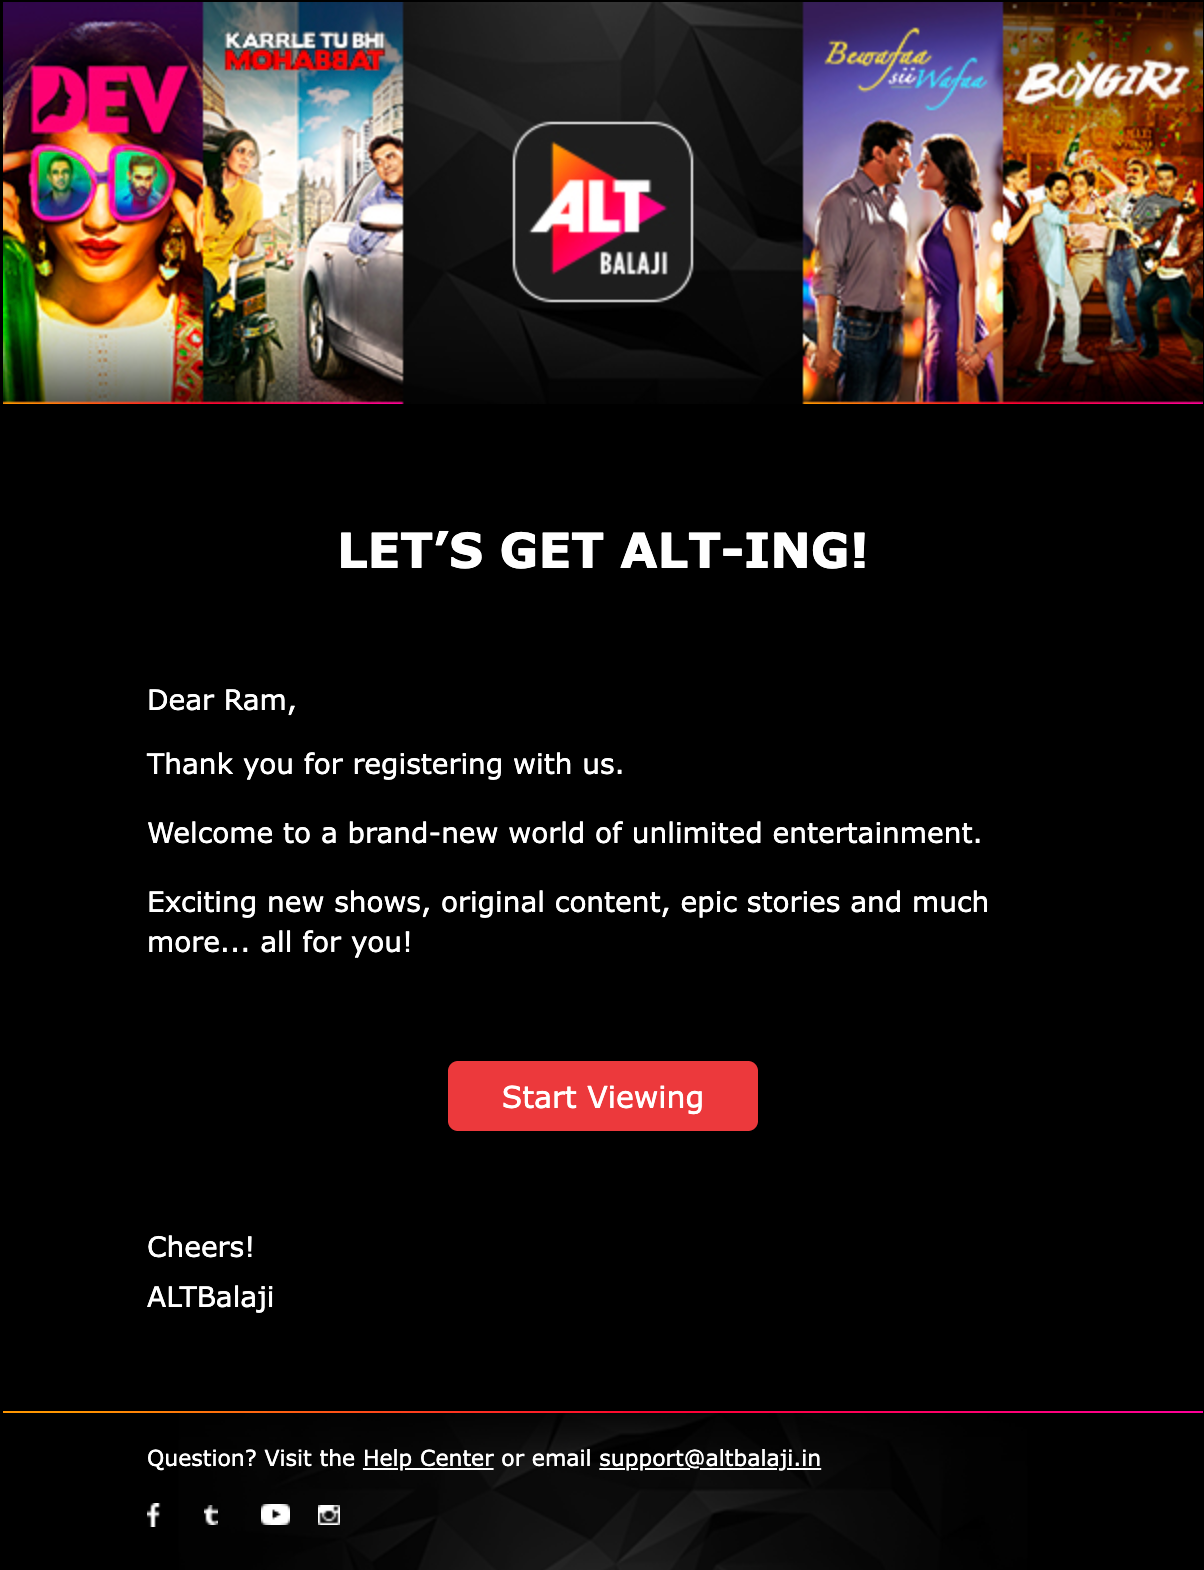 DEV
DD
KARRLE TU BHI
MOHABBAT
ALT
BALAJI
Bewafaa
sii Wafaa
BOYGIRI
LET’S GET ALT-ING!
Dear Ram,
Thank you for registering with us.
Welcome to a brand-new world of unlimited entertainment.
Exciting new shows, original content, epic stories and much
more... all for you!
Start Viewing
Cheers!
ALTBalaji
Question? Visit the Help Center or email support@altbalaji.in